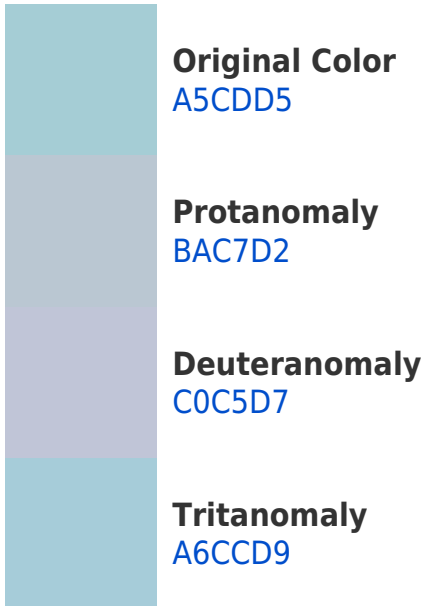 Original Color
A5CDD5
Protanomaly
BAC7D2
Deuteranomaly
C0C5D7
Tritanomaly
A6CCD9